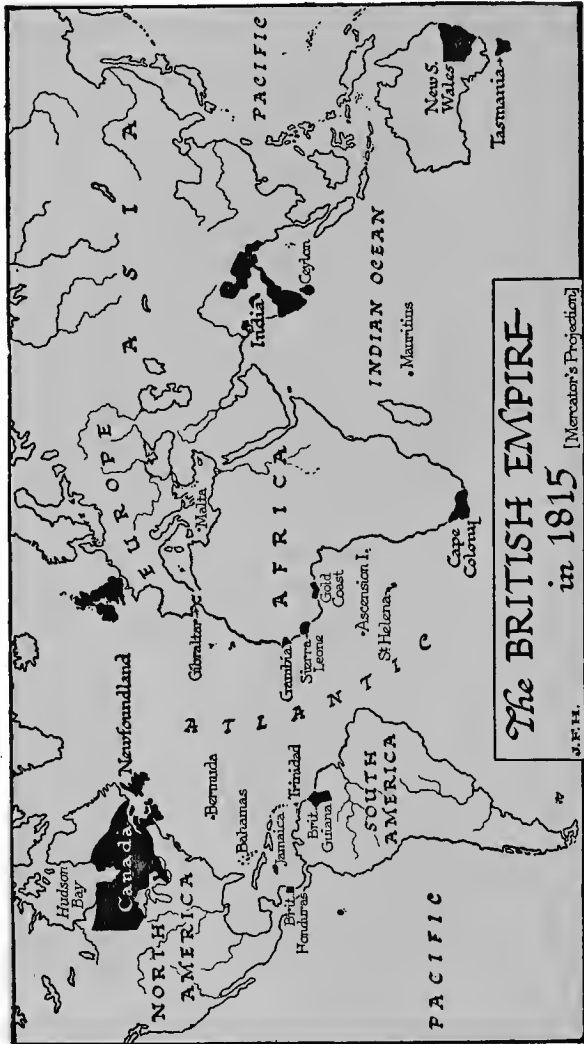 The BRITISH EMPIRE
in 1815
[Mercator's Projection]
J.F.H.
Hudson
Bay
Canada
Newfoundland
NORTH
AMERICA
Bermuda
Bahamas
Jamaica
Trinidad
Brit.
Honduras
Brit.
Guiana
SOUTH
AMERICA
PACIFIC
ATLANTIC
EUROPE
Gibraltar
Malta
AFRICA
Gambia
Sierra
Leone
Gold
Coast
Ascension I.
St Helena
Cape
Colony
ASIA
India
Ceylon
INDIAN OCEAN
Mauritius
PACIFIC
New S.
Wales
Tasmania